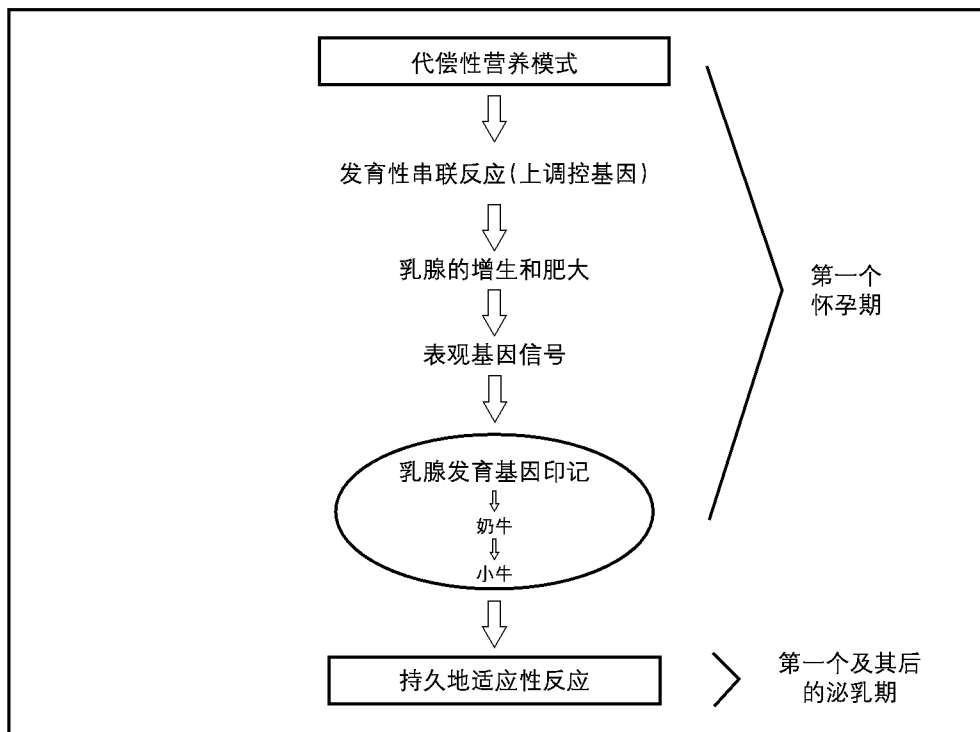 代偿性营养模式
发育性串联反应(上调控基因)
乳腺的增生和肥大
表观基因信号
乳腺发育基因印记
奶牛
小牛
持久地适应性反应
第一个
怀孕期
第一个及其后
的泌乳期